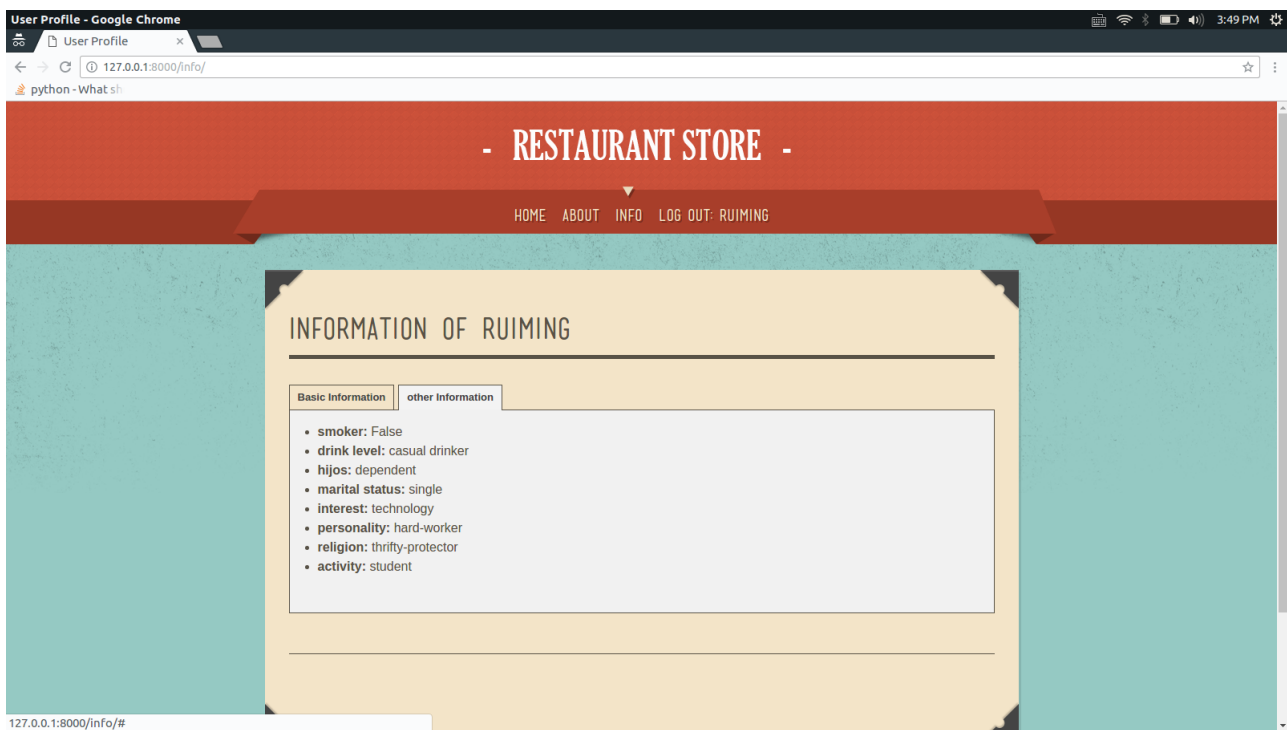 User Profile - Google Chrome
3:49 PM
User Profile
127.0.0.1:8000/info/
python - What sh
- RESTAURANT STORE -
HOME ABOUT INFO LOG OUT: RUIMING
INFORMATION OF RUIMING
Basic Information other Information
• smoker: False
• drink level: casual drinker
• hijos: dependent
• marital status: single
• interest: technology
• personality: hard-worker
• religion: thrifty-protector
• activity: student
127.0.0.1:8000/info/#